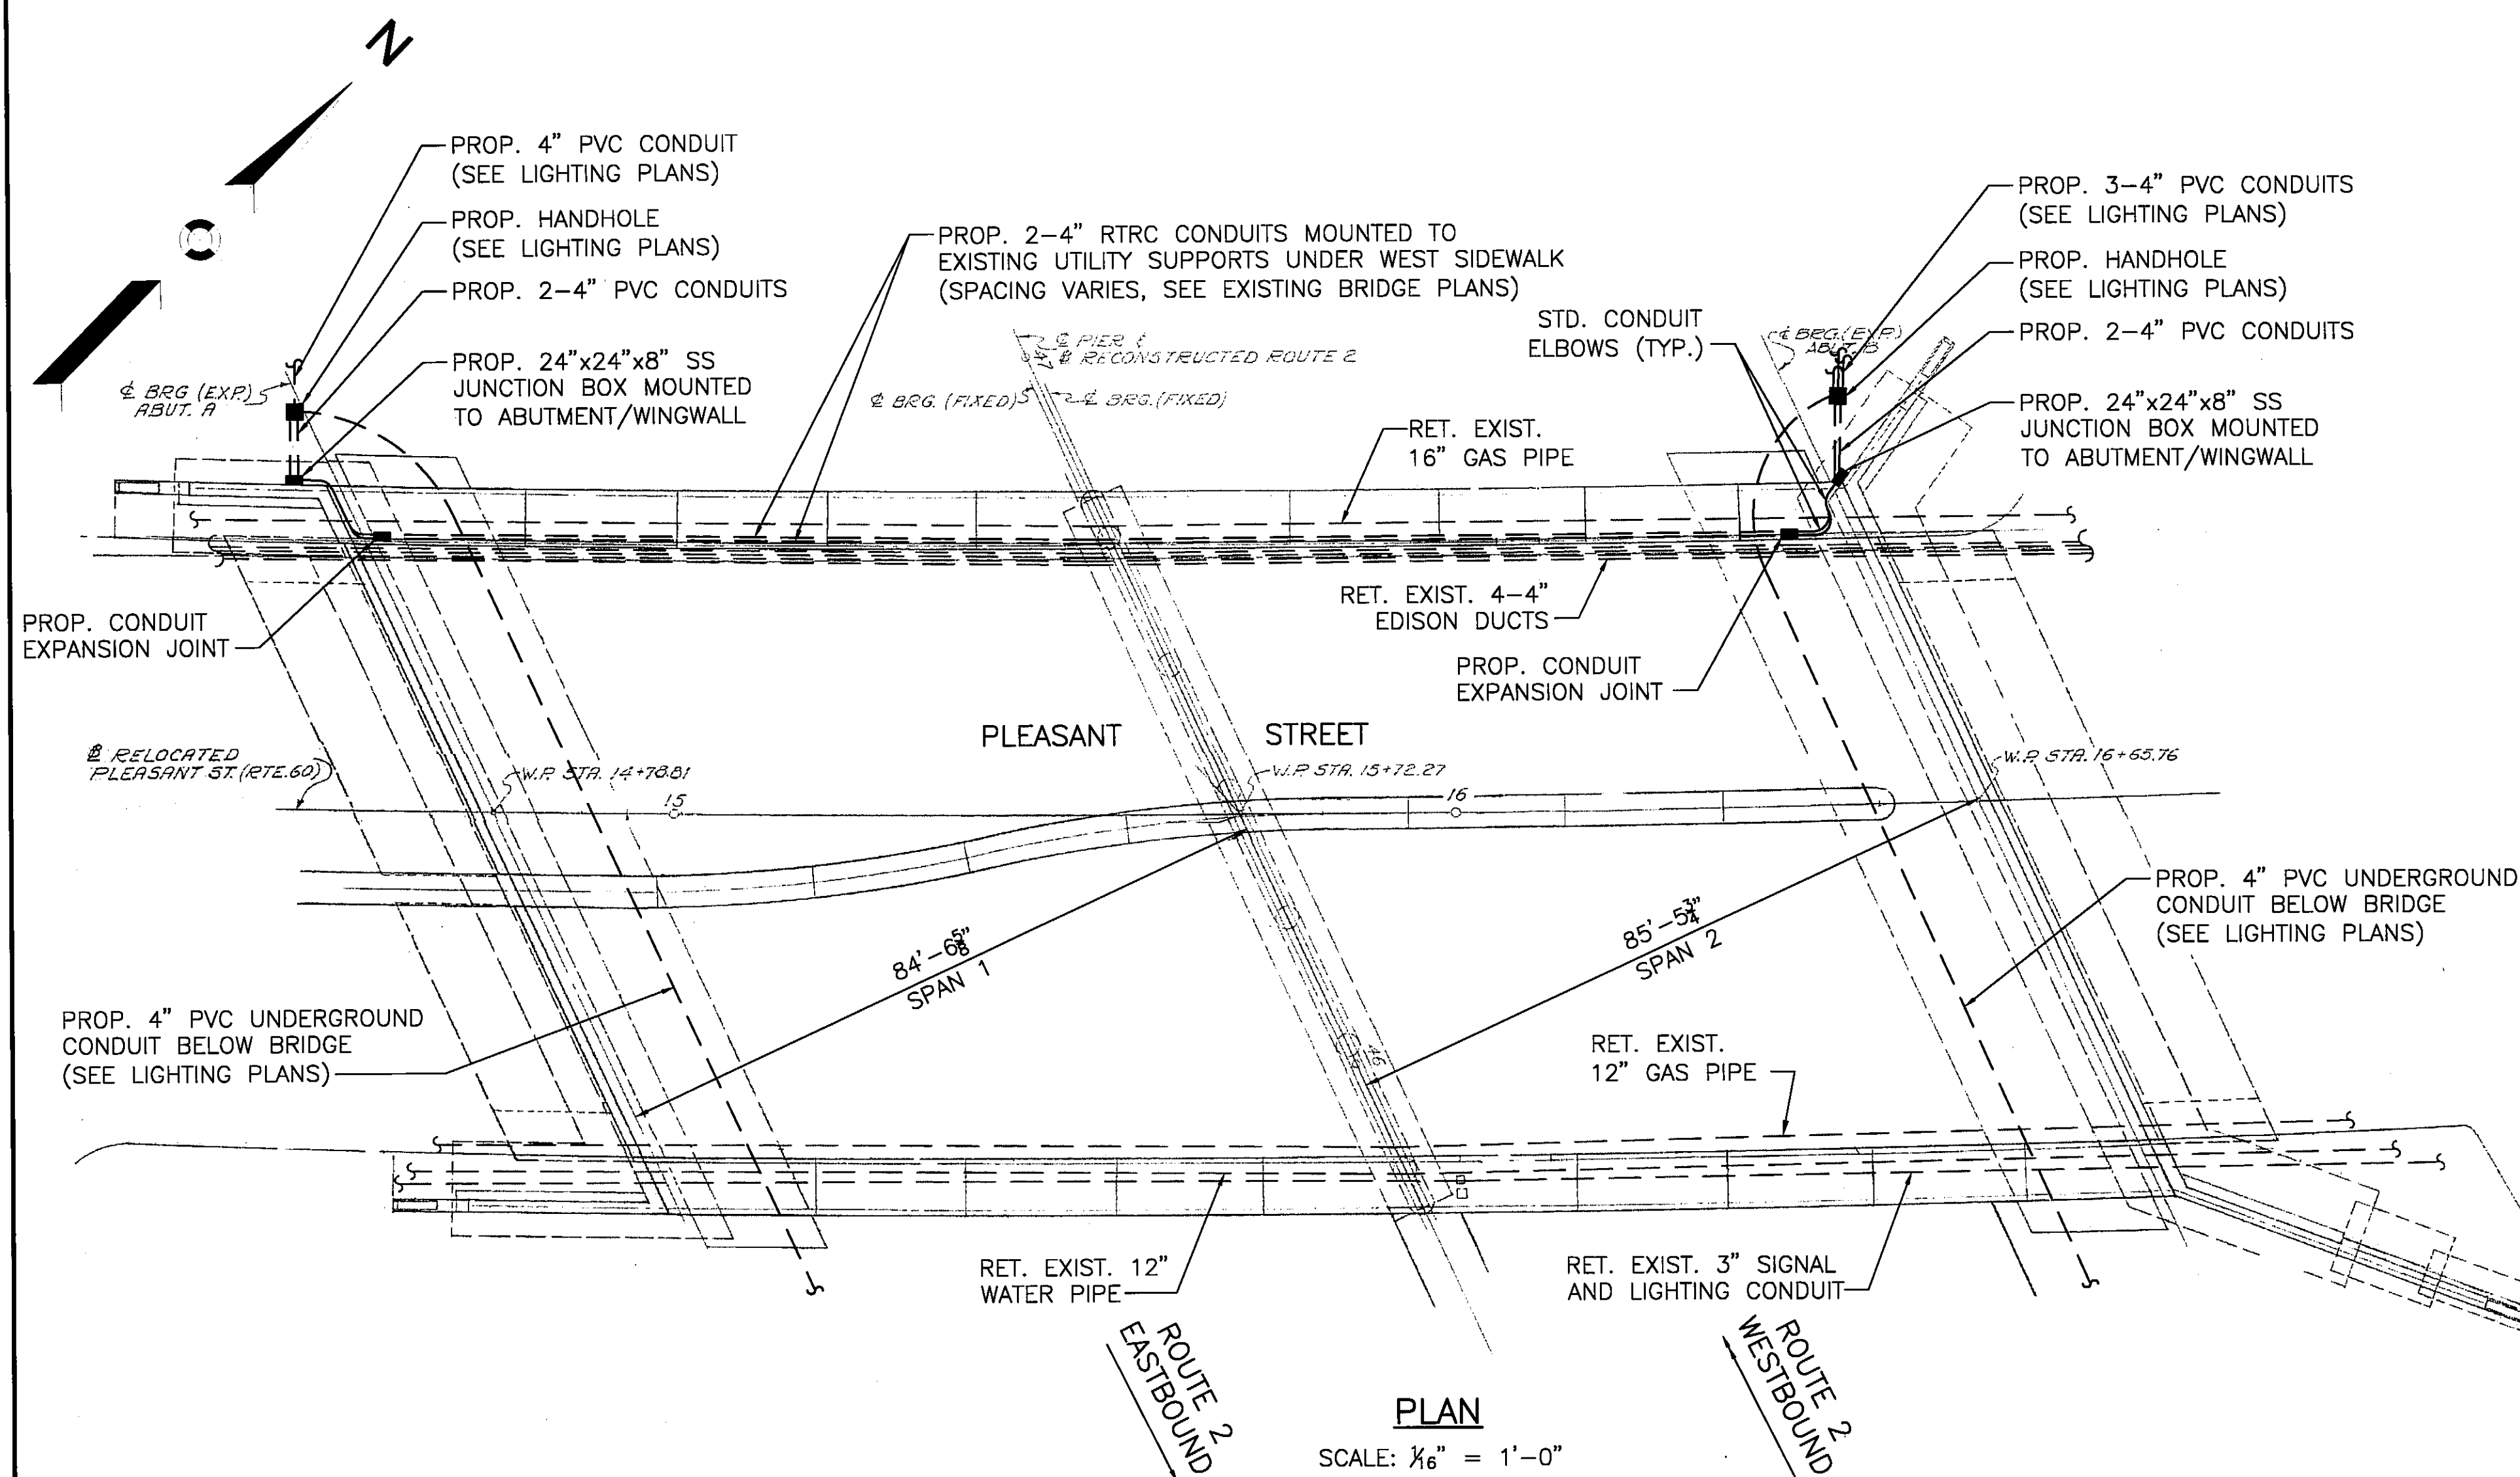 N
PROP. 4" PVC CONDUIT
(SEE LIGHTING PLANS)
PROP. HANDHOLE
(SEE LIGHTING PLANS)
PROP. 2-4" PVC CONDUITS
PROP. 24"x24"x8" SS
JUNCTION BOX MOUNTED
TO ABUTMENT/WINGWALL
℄ BRG (EXP.)
ABUT. A
PROP. 2-4" RTRC CONDUITS MOUNTED TO
EXISTING UTILITY SUPPORTS UNDER WEST SIDEWALK
(SPACING VARIES, SEE EXISTING BRIDGE PLANS)
℄ PIER &
RECONSTRUCTED ROUTE 2
℄ BRG. (FIXED)
℄ BRG. (FIXED)
STD. CONDUIT
ELBOWS (TYP.)
℄ BRG. (EXP.)
ABUT. B
PROP. 3-4" PVC CONDUITS
(SEE LIGHTING PLANS)
PROP. HANDHOLE
(SEE LIGHTING PLANS)
PROP. 2-4" PVC CONDUITS
PROP. 24"x24"x8" SS
JUNCTION BOX MOUNTED
TO ABUTMENT/WINGWALL
RET. EXIST.
16" GAS PIPE
RET. EXIST. 4-4"
EDISON DUCTS
PROP. CONDUIT
EXPANSION JOINT
PROP. CONDUIT
EXPANSION JOINT
PLEASANT STREET
RELOCATED
PLEASANT ST. (RTE. 60)
W.P. STA. 14+78.81
15
W.P. STA. 15+72.27
16
W.P. STA. 16+65.76
84'-6 5/8"
SPAN 1
85'-5 3/4"
SPAN 2
PROP. 4" PVC UNDERGROUND
CONDUIT BELOW BRIDGE
(SEE LIGHTING PLANS)
PROP. 4" PVC UNDERGROUND
CONDUIT BELOW BRIDGE
(SEE LIGHTING PLANS)
RET. EXIST.
12" GAS PIPE
RET. EXIST. 12"
WATER PIPE
RET. EXIST. 3" SIGNAL
AND LIGHTING CONDUIT
ROUTE 2
EASTBOUND
ROUTE 2
WESTBOUND
PLAN
SCALE: 1/16" = 1'-0"